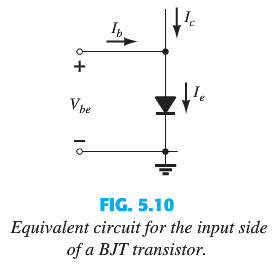 I_c
I_b
+
V_be
I_e
−
FIG. 5.10
Equivalent circuit for the input side
of a BJT transistor.